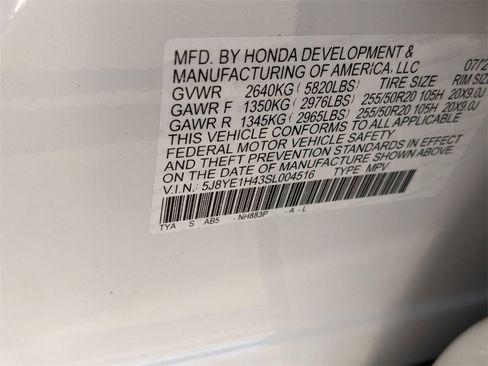 MFD. BY HONDA DEVELOPMENT &
MANUFACTURING OF AMERICA, LLC 07/2
GVWR 2640KG ( 5820LBS) TIRE SIZE RIM SIZE
GAWR F 1350KG ( 2976LBS) 255/50R20 105H 20X9.0J
GAWR R 1345KG ( 2965LBS) 255/50R20 105H 20X9.0J
THIS VEHICLE CONFORMS TO ALL APPLICABLE
FEDERAL MOTOR VEHICLE SAFETY
AND THEFT PREVENTION STANDARDS IN EFFECT
ON THE DATE OF MANUFACTURE SHOWN ABOVE.
V.I.N.: 5J8YE1H43SL004516 TYPE MPV
TYA S AB5 -NH883P -A-L